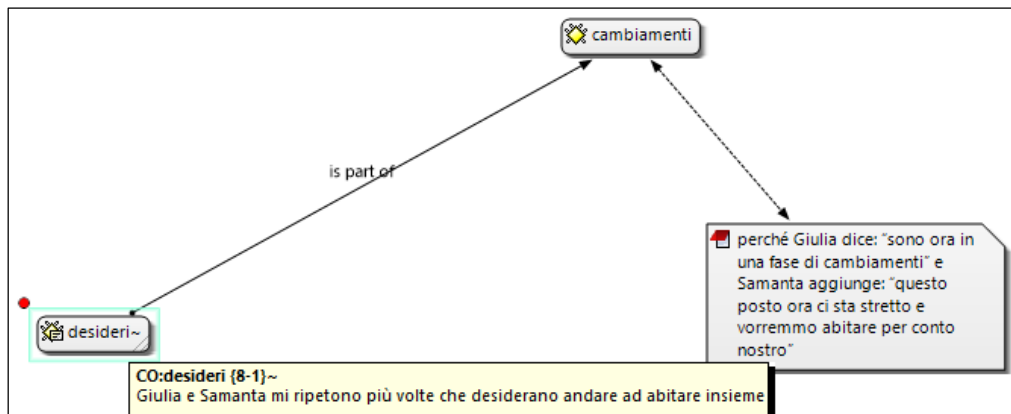 cambiamenti
is part of
perché Giulia dice: “sono ora in
una fase di cambiamenti” e
Samanta aggiunge: “questo
posto ora ci sta stretto e
vorremmo abitare per conto
nostro”
desideri~
CO:desideri {8-1}~
Giulia e Samanta mi ripetono più volte che desiderano andare ad abitare insieme